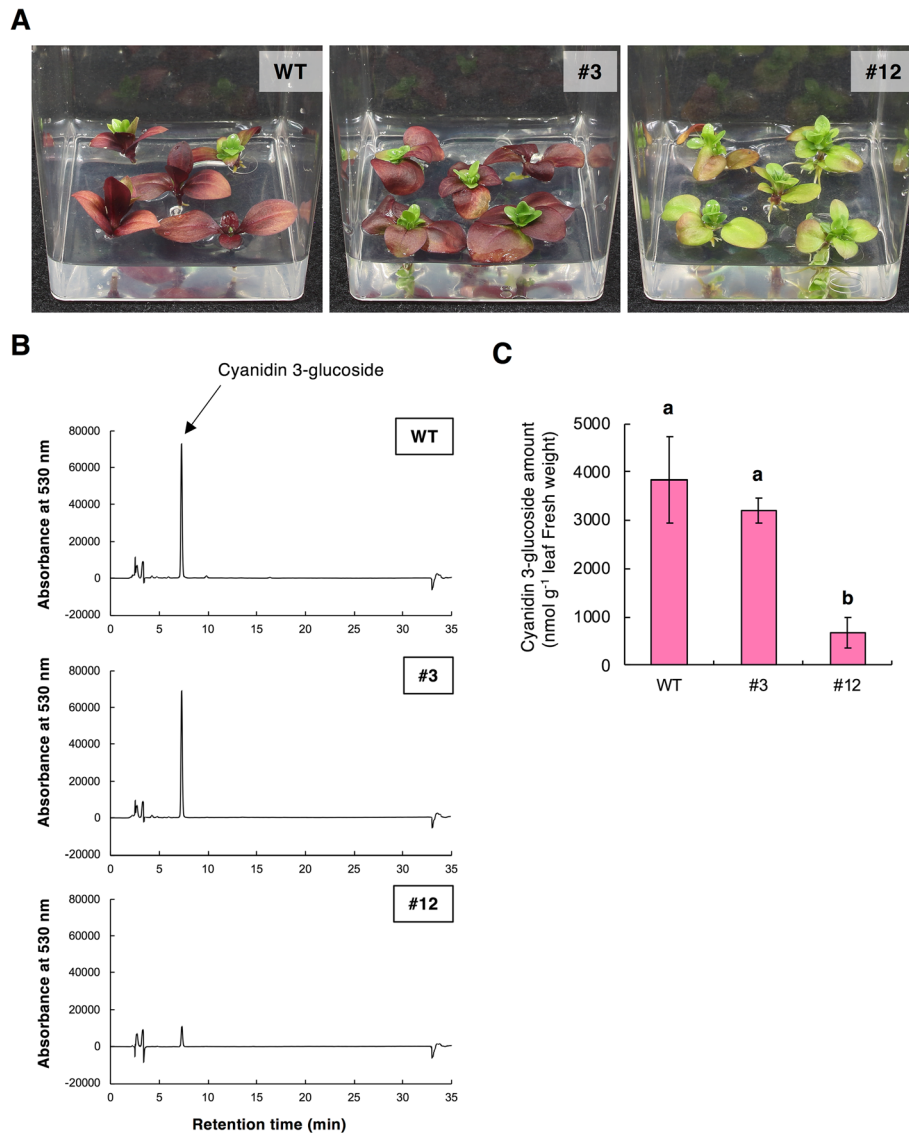 A
WT
#3
#12
B
Cyanidin 3-glucoside
Absorbance at 530 nm
80000
60000
40000
20000
0
-20000
WT
0 5 10 15 20 25 30 35
Absorbance at 530 nm
80000
60000
40000
20000
0
-20000
#3
0 5 10 15 20 25 30 35
Absorbance at 530 nm
80000
60000
40000
20000
0
-20000
#12
0 5 10 15 20 25 30 35
Retention time (min)
C
Cyanidin 3-glucoside amount
(nmol g⁻¹ leaf Fresh weight)
5000
4000
3000
2000
1000
0
a
a
b
WT #3 #12